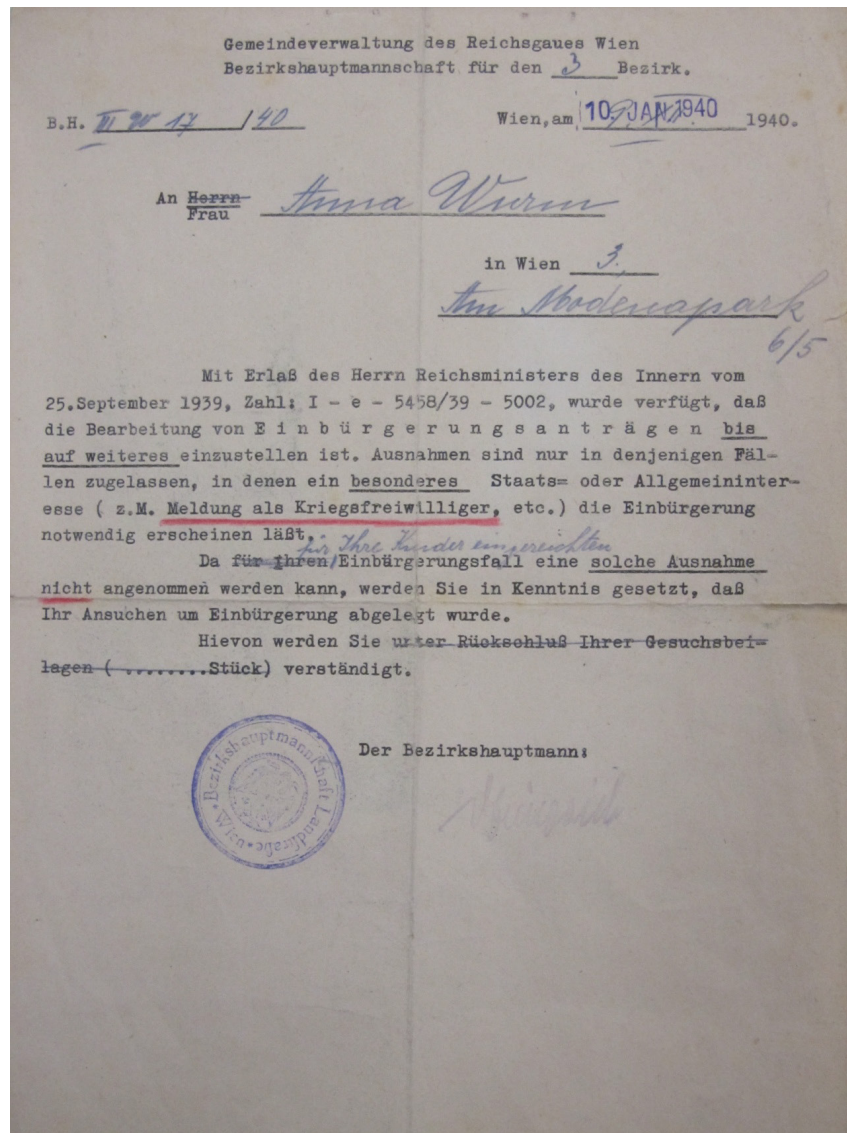 Gemeindeverwaltung des Reichsgaues Wien
Bezirkshauptmannschaft für den 3 Bezirk.
B.H. III W 17 /40 Wien, am 10. JAN. 1940 1940.
An Herrn
Frau Anna Wurm
in Wien 3.
Am Modenapark
6/5
Mit Erlaß des Herrn Reichsministers des Innern vom
25.September 1939, Zahl: I - e - 5458/39 - 5002, wurde verfügt, daß
die Bearbeitung von E i n b ü r g e r u n g s a n t r ä g e n bis
auf weiteres einzustellen ist. Ausnahmen sind nur in denjenigen Fäl-
len zugelassen, in denen ein besonderes Staats= oder Allgemeininter-
esse ( z.M. Meldung als Kriegsfreiwilliger, etc.) die Einbürgerung
notwendig erscheinen läßt.
für Ihre Kinder eingereichten
Da für Ihren Einbürgerungsfall eine solche Ausnahme
nicht angenommen werden kann, werden Sie in Kenntnis gesetzt, daß
Ihr Ansuchen um Einbürgerung abgelegt wurde.
Hievon werden Sie unter Rückschluß Ihrer Gesuchsbei=
lagen ( ........Stück) verständigt.
Der Bezirkshauptmann:
Bezirkshauptmannschaft Landstraße • Wien •